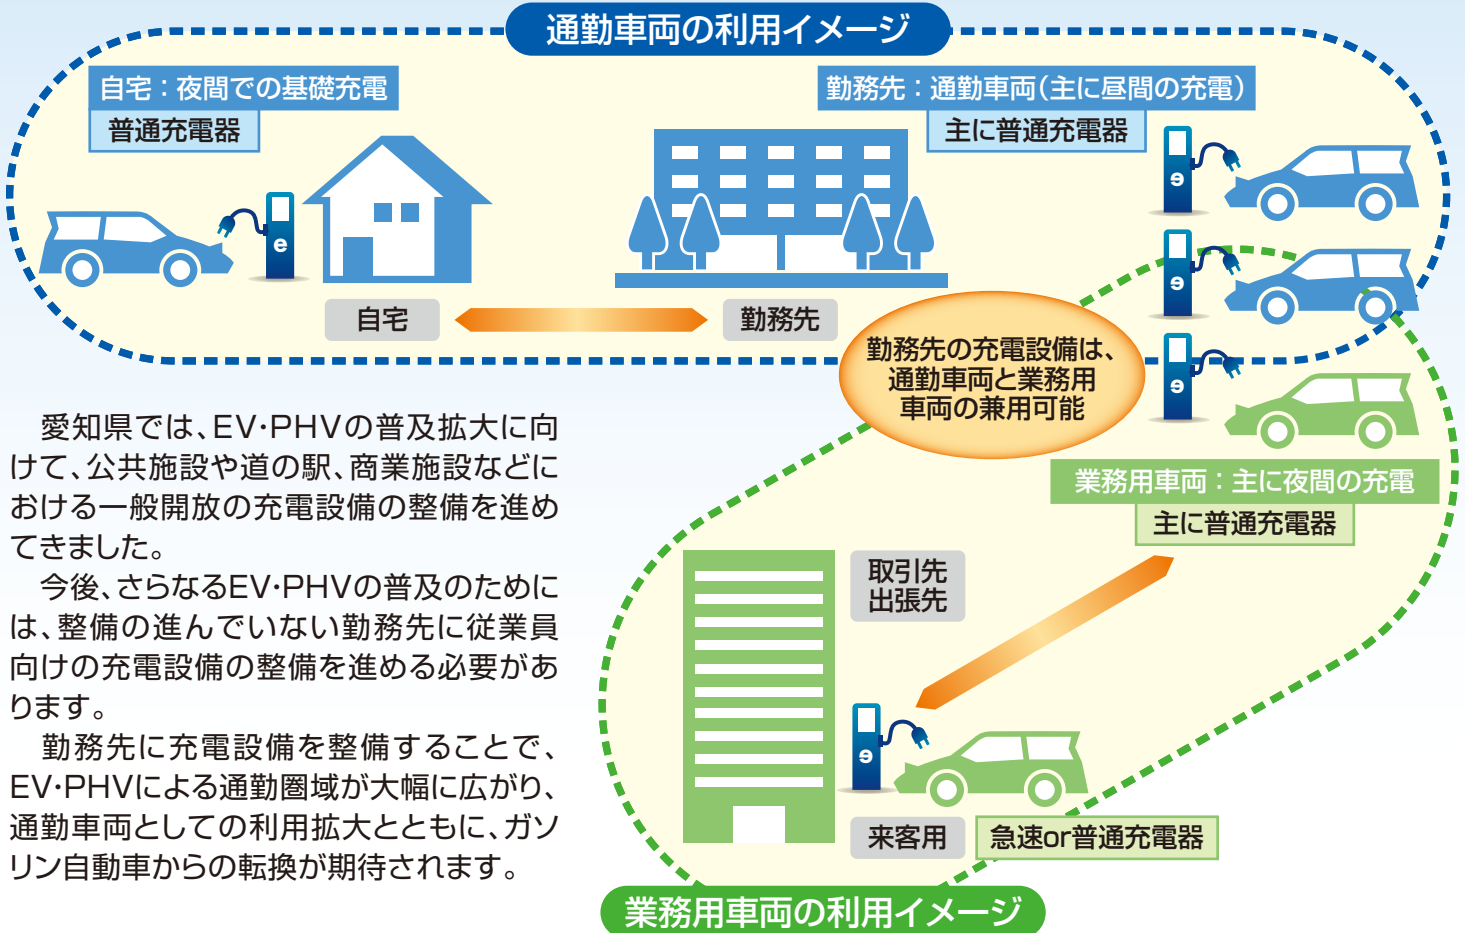 通勤車両の利用イメージ
自宅：夜間での基礎充電
普通充電器
勤務先：通勤車両(主に昼間の充電)
主に普通充電器
e
e
e
e
自宅
勤務先
勤務先の充電設備は、
通勤車両と業務用
車両の兼用可能
業務用車両：主に夜間の充電
主に普通充電器
愛知県では、EV・PHVの普及拡大に向
けて、公共施設や道の駅、商業施設などに
おける一般開放の充電設備の整備を進め
てきました。
今後、さらなるEV・PHVの普及のために
は、整備の進んでいない勤務先に従業員
向けの充電設備の整備を進める必要があ
ります。
勤務先に充電設備を整備することで、
EV・PHVによる通勤圏域が大幅に広がり、
通勤車両としての利用拡大とともに、ガソ
リン自動車からの転換が期待されます。
取引先
出張先
e
来客用
急速or普通充電器
業務用車両の利用イメージ